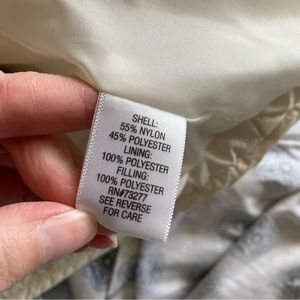 SHELL:
55% NYLON
45% POLYESTER
LINING:
100% POLYESTER
FILLING:
100% POLYESTER
RN#73277
SEE REVERSE
FOR CARE